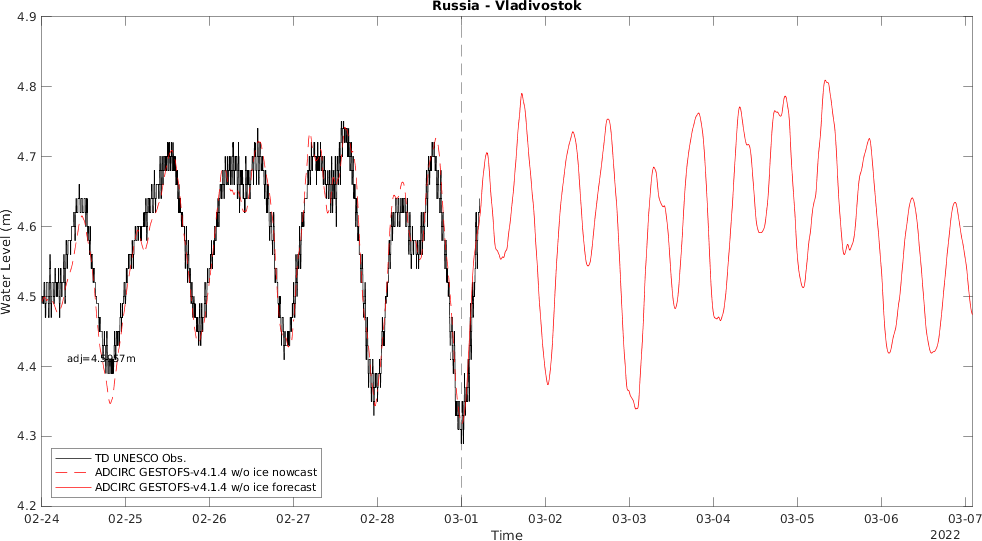 Russia - Vladivostok
Water Level (m)
4.9
4.8
4.7
4.6
4.5
4.4
4.3
4.2
TD UNESCO Obs.
ADCIRC GESTOFS-v4.1.4 w/o ice nowcast
ADCIRC GESTOFS-v4.1.4 w/o ice forecast
02-24 02-25 02-26 02-27 02-28 03-01 03-02 03-03 03-04 03-05 03-06 03-07
Time
2022